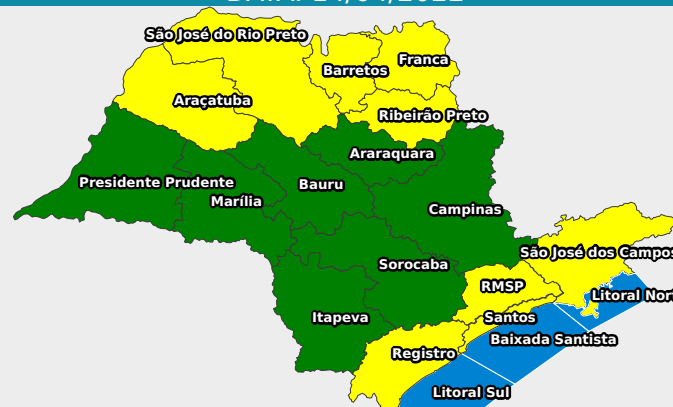 São José do Rio Preto
Franca
Barretos
Araçatuba
Ribeirão Preto
Araraquara
Presidente Prudente
Bauru
Marília
Campinas
São José dos Campos
Sorocaba
RMSP
Litoral Nort
Itapeva
Santos
Baixada Santista
Registro
Litoral Sul